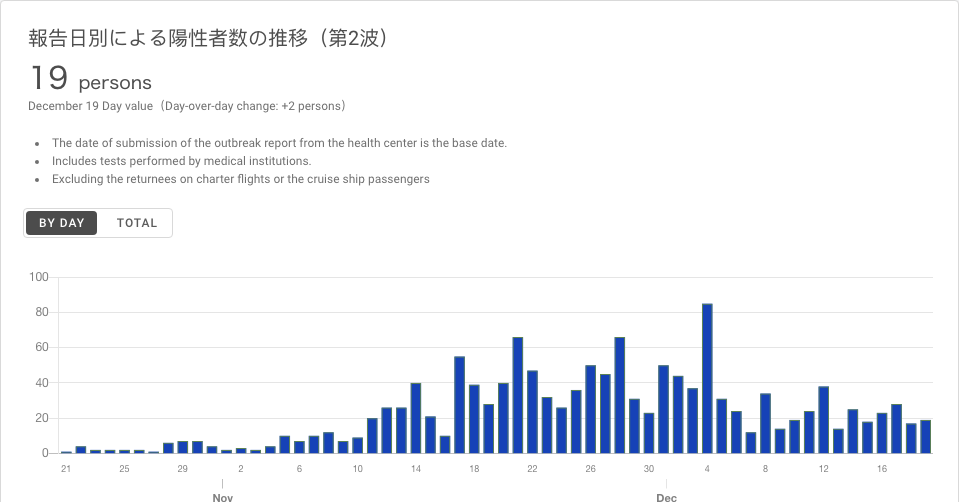 報告日別による陽性者数の推移（第2波）
19 persons
December 19 Day value（Day-over-day change: +2 persons）
The date of submission of the outbreak report from the health center is the base date.
Includes tests performed by medical institutions.
Excluding the returnees on charter flights or the cruise ship passengers
BY DAY TOTAL
100
80
60
40
20
0
21 25 29 2 6 10 14 18 22 26 30 4 8 12 16
Nov Dec